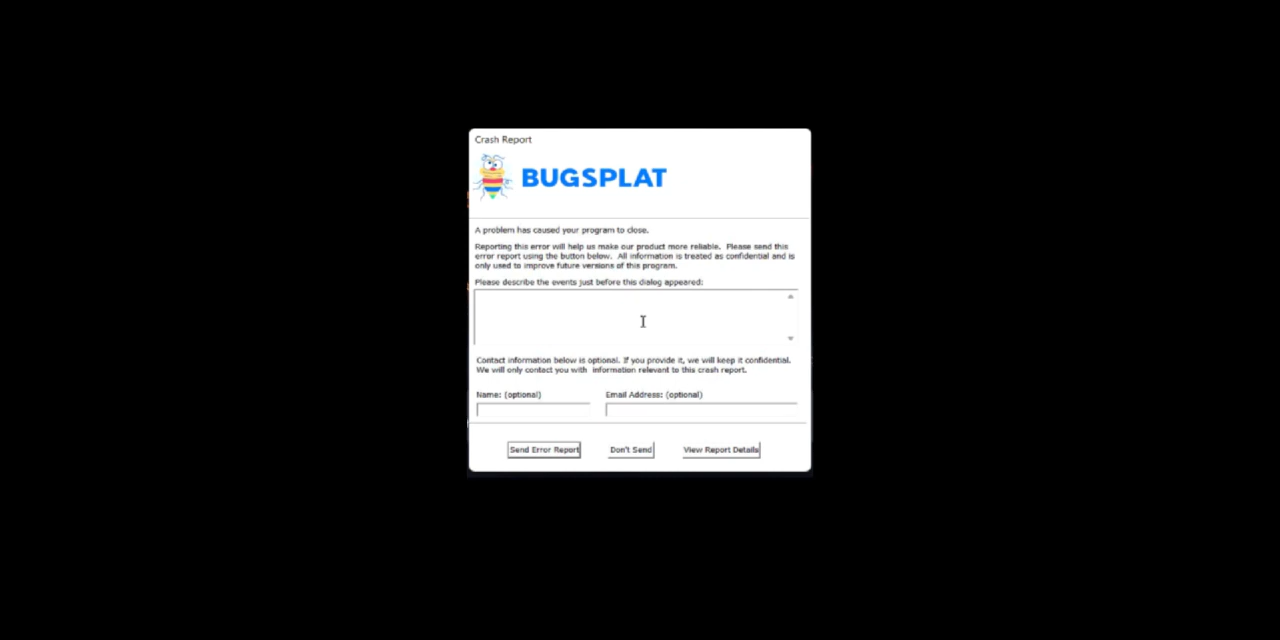 Crash Report
BUGSPLAT
A problem has caused your program to close.
Reporting this error will help us make our product more reliable.  Please send this
error report using the button below.  All information is treated as confidential and is
only used to improve future versions of this program.
Please describe the events just before this dialog appeared:
Contact information below is optional. If you provide it, we will keep it confidential.
We will only contact you with  information relevant to this crash report.
Name: (optional) Email Address: (optional)
Send Error Report Don't Send View Report Details